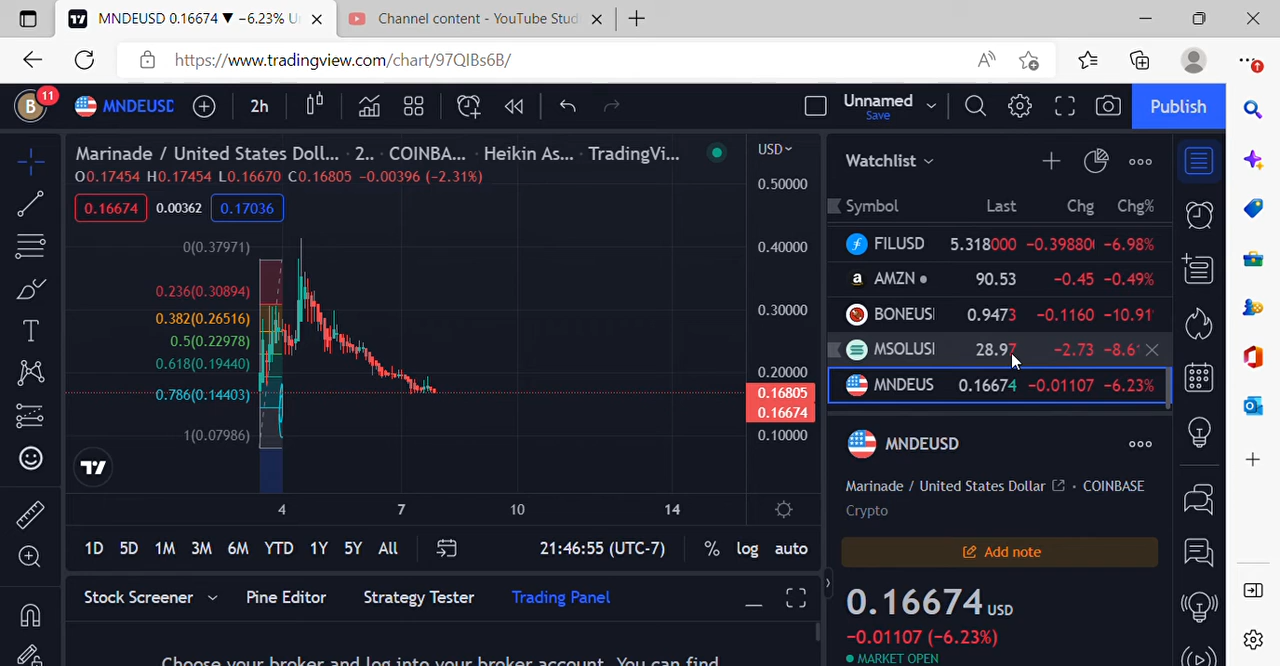 MNDEUSD 0.16674 ▼ −6.23% U
Channel content - YouTube Stud
https://www.tradingview.com/chart/97QIBs6B/
B
11
MNDEUSD
2h
Unnamed
Save
Publish
Marinade / United States Doll... · 2.. · COINBA... · Heikin As... · TradingVi...
O0.17454 H0.17454 L0.16670 C0.16805 −0.00396 (−2.31%)
0.16674 0.00362 0.17036
USD
0.50000
0.40000
0.30000
0.20000
0.16805
0.16674
0.10000
0(0.37971)
0.236(0.30894)
0.382(0.26516)
0.5(0.22978)
0.618(0.19440)
0.786(0.14403)
1(0.07986)
4 7 10 14
1D 5D 1M 3M 6M YTD 1Y 5Y All
21:46:55 (UTC-7)
% log auto
Stock Screener Pine Editor Strategy Tester Trading Panel
Choose your broker and log into your broker account. You can find
Watchlist
Symbol Last Chg Chg%
FILUSD 5.318000 −0.39880 −6.98%
AMZN 90.53 −0.45 −0.49%
BONEUS 0.9473 −0.1160 −10.91
MSOLUS 28.97 −2.73 −8.6
MNDEUS 0.16674 −0.01107 −6.23%
MNDEUSD
Marinade / United States Dollar · COINBASE
Crypto
Add note
0.16674 USD
−0.01107 (−6.23%)
MARKET OPEN